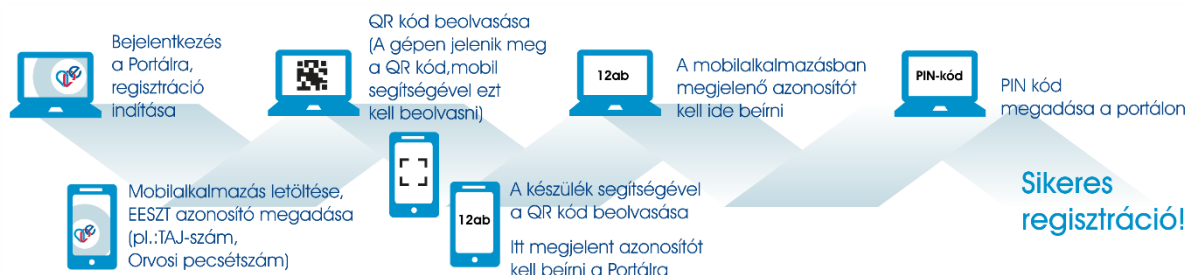 Bejelentkezés
a Portálra,
regisztráció
indítása
Mobilalkalmazás letöltése,
EESZT azonosító megadása
(pl.:TAJ-szám,
Orvosi pecsétszám)
QR kód beolvasása
(A gépen jelenik meg
a QR kód,mobil
segítségével ezt
kell beolvasni)
12ab
A készülék segítségével
a QR kód beolvasása
Itt megjelent azonosítót
kell beírni a Portálra
12ab
A mobilalkalmazásban
megjelenő azonosítót
kell ide beírni
PIN-kód
PIN kód
megadása a portálon
Sikeres
regisztráció!